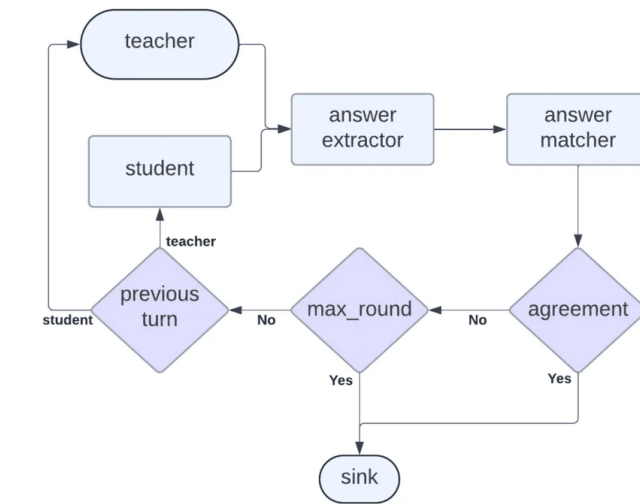 teacher
answer
extractor
answer
matcher
student
teacher
previous
turn
max_round
agreement
student
No
No
Yes
Yes
sink